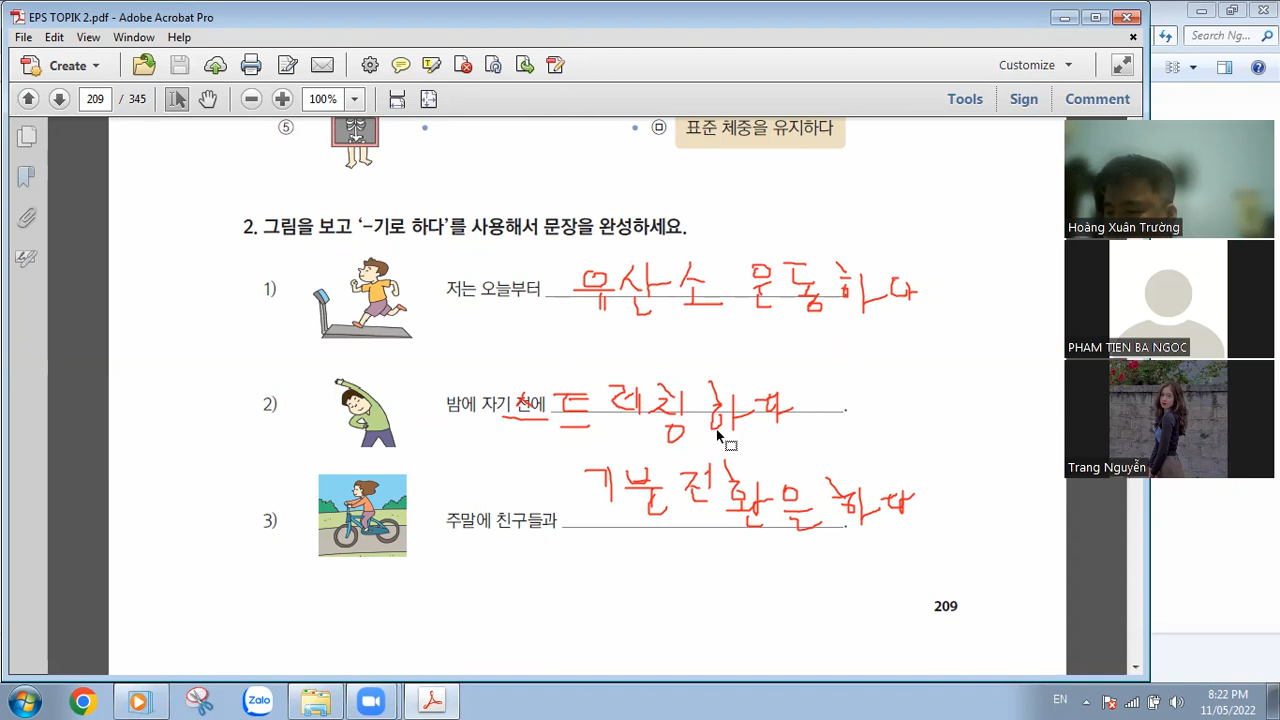 EPS TOPIK 2.pdf - Adobe Acrobat Pro
File Edit View Window Help
Create
Customize
209 / 345
100%
Tools Sign Comment
Search Ng...
⑤
표준 체중을 유지하다
2. 그림을 보고 ‘-기로 하다’를 사용해서 문장을 완성하세요.
1) 저는 오늘부터 유산소 운동하다
2) 밤에 자기 전에 스트레칭하다 .
3) 주말에 친구들과 기분 전환을 하다 .
209
Hoàng Xuân Trường
PHAM TIEN BA NGOC
Trang Nguyễn
Zalo
EN
8:22 PM
11/05/2022